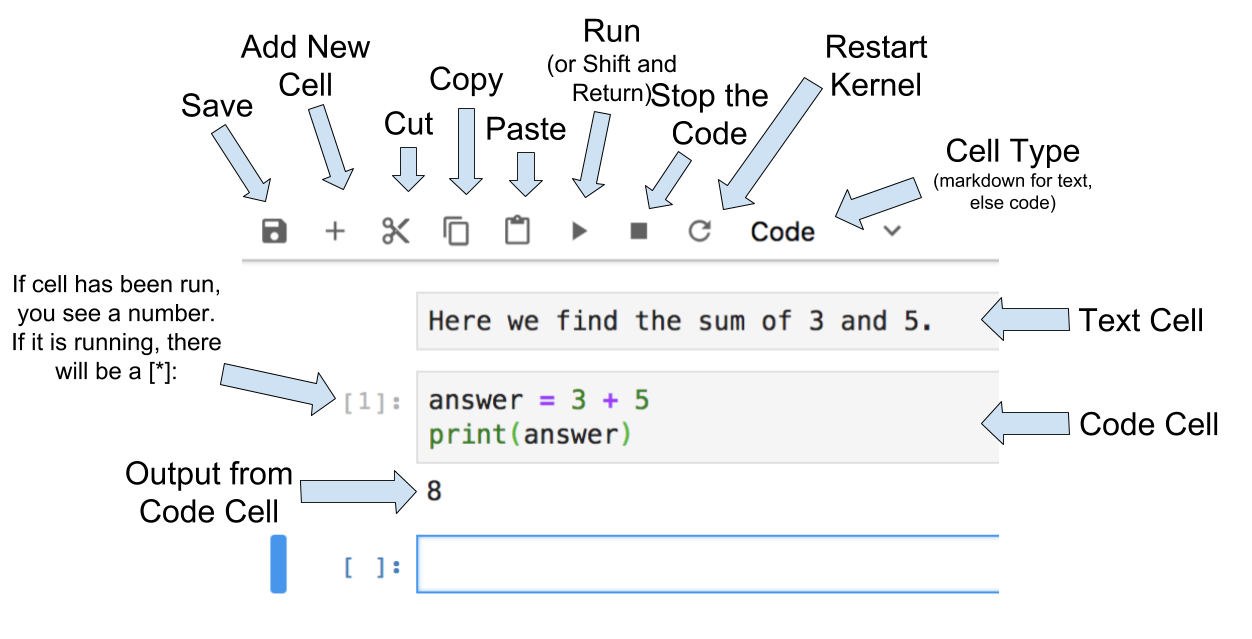 Add New
Cell
Save
Cut
Copy
Paste
Run
(or Shift and
Return)
Stop the
Code
Restart
Kernel
Cell Type
(markdown for text,
else code)
Code
If cell has been run,
you see a number.
If it is running, there
will be a [*]:
Here we find the sum of 3 and 5.
Text Cell
[1]:
answer = 3 + 5
print(answer)
Code Cell
Output from
Code Cell
8
[ ]: